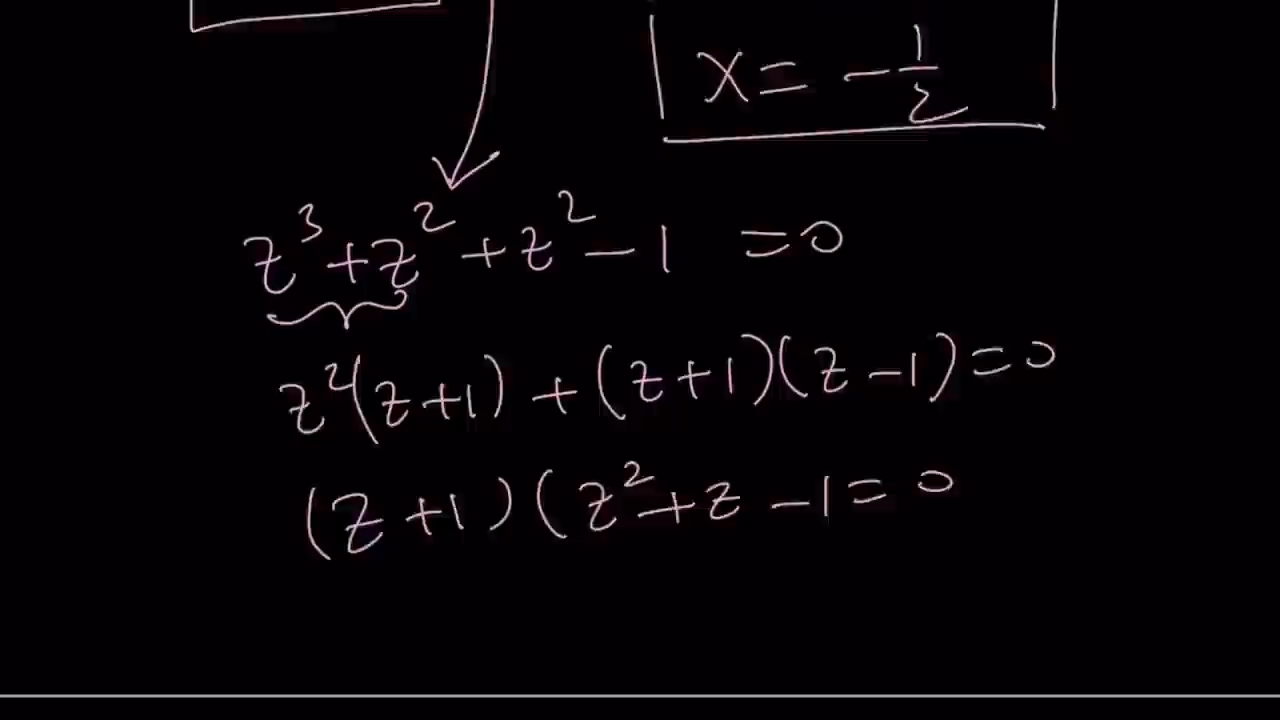 x = -1/2
z³ + z² + z² - 1 = 0
z²(z+1) + (z+1)(z-1) = 0
(z+1)(z² + z - 1 = 0